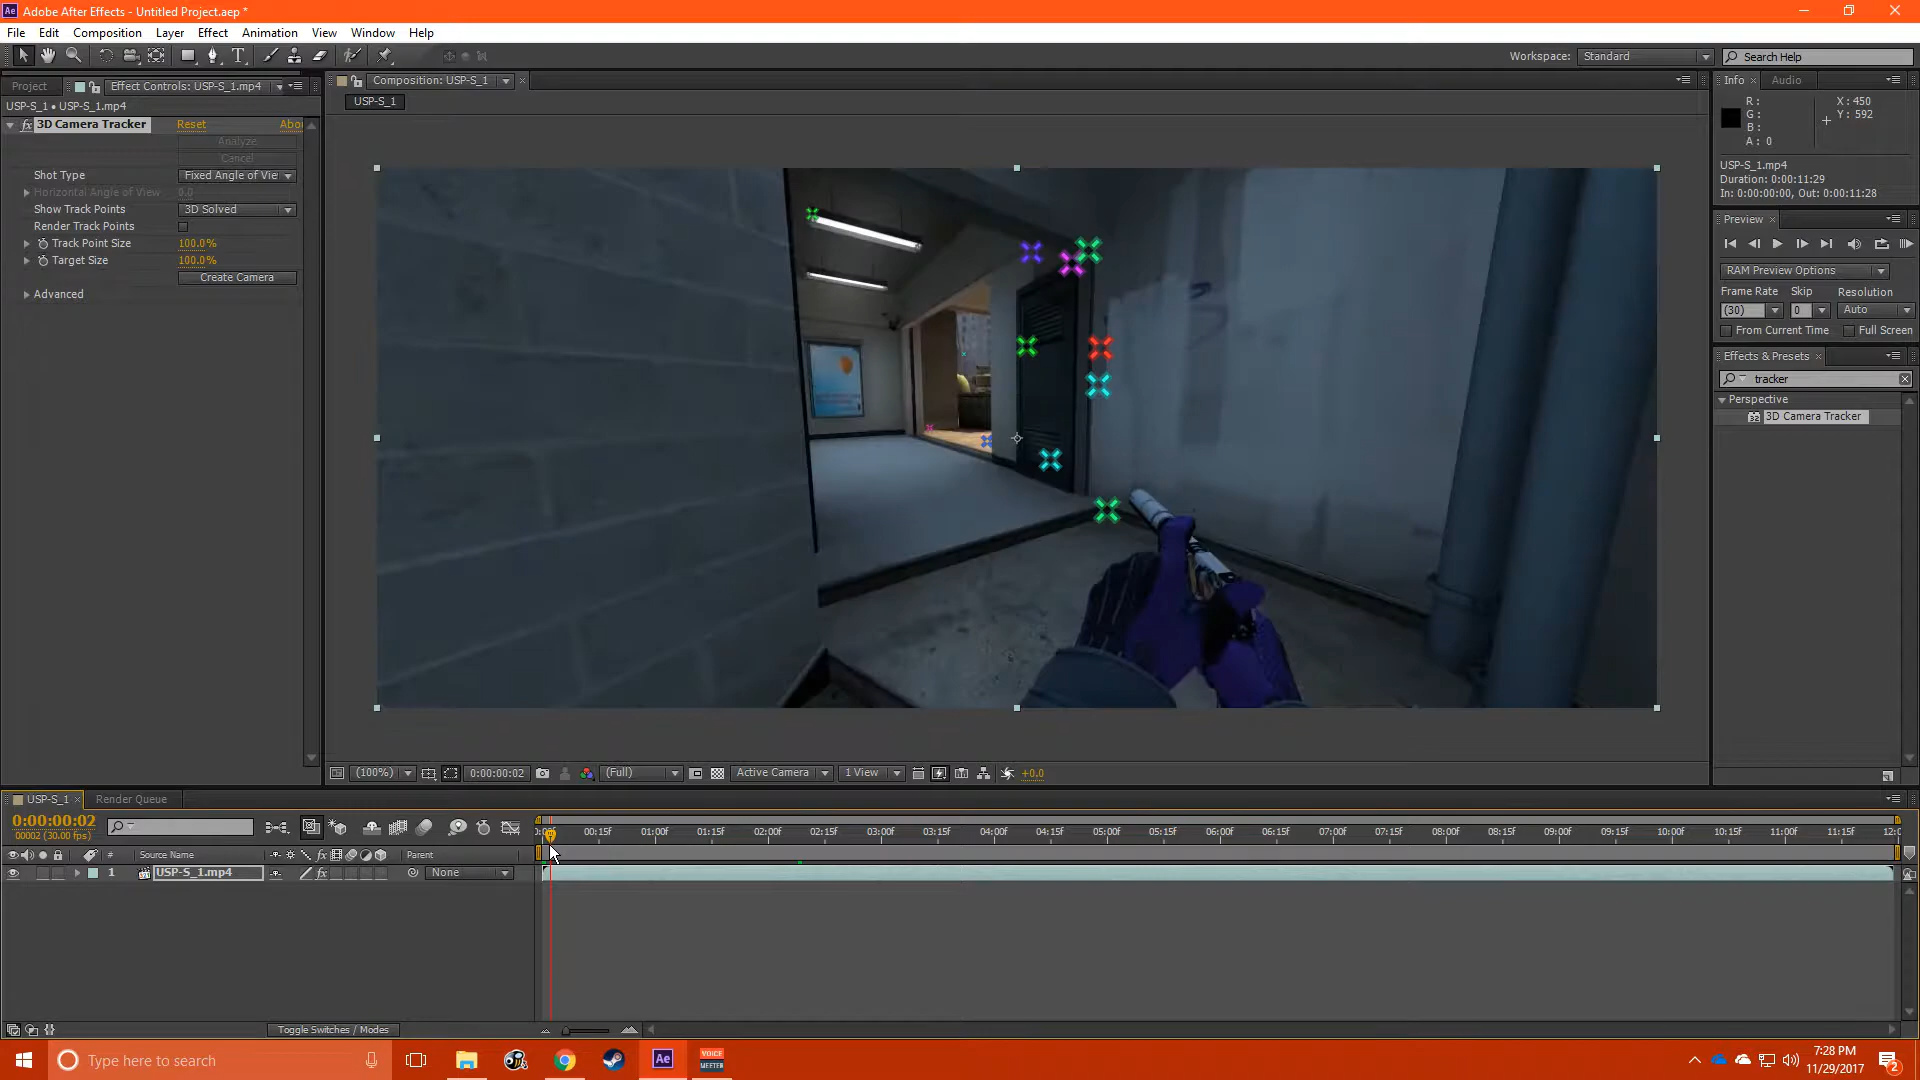 Adobe After Effects - Untitled Project.aep *
File Edit Composition Layer Effect Animation View Window Help
Workspace: Standard Search Help
Project Effect Controls: USP-S_1.mp4 Composition: USP-S_1 Info Audio
USP-S_1 • USP-S_1.mp4 USP-S_1
R: X: 450
G: Y: 592
B:
A: 0
3D Camera Tracker Reset Abou
Analyze
Cancel
Shot Type Fixed Angle of Vie
Horizontal Angle of View 0.0
Show Track Points 3D Solved
Render Track Points
Track Point Size 100.0%
Target Size 100.0%
Create Camera
Advanced
USP-S_1.mp4
Duration: 0:00:11:29
In: 0:00:00:00, Out: 0:00:11:28
Preview
RAM Preview Options
Frame Rate Skip Resolution
(30) 0 Auto
From Current Time Full Screen
Effects & Presets
tracker
Perspective
3D Camera Tracker
(100%) 0:00:00:02 (Full) Active Camera 1 View +0.0
USP-S_1 Render Queue
0:00:00:02
00002 (30.00 fps)
00:15f 01:00f 01:15f 02:00f 02:15f 03:00f 03:15f 04:00f 04:15f 05:00f 05:15f 06:00f 06:15f 07:00f 07:15f 08:00f 08:15f 09:00f 09:15f 10:00f 10:15f 11:00f 11:15f 12:0
# Source Name Parent
1 USP-S_1.mp4 None
Toggle Switches / Modes
Type here to search
Ae
VOICE
MEETER
7:28 PM
11/29/2017
2